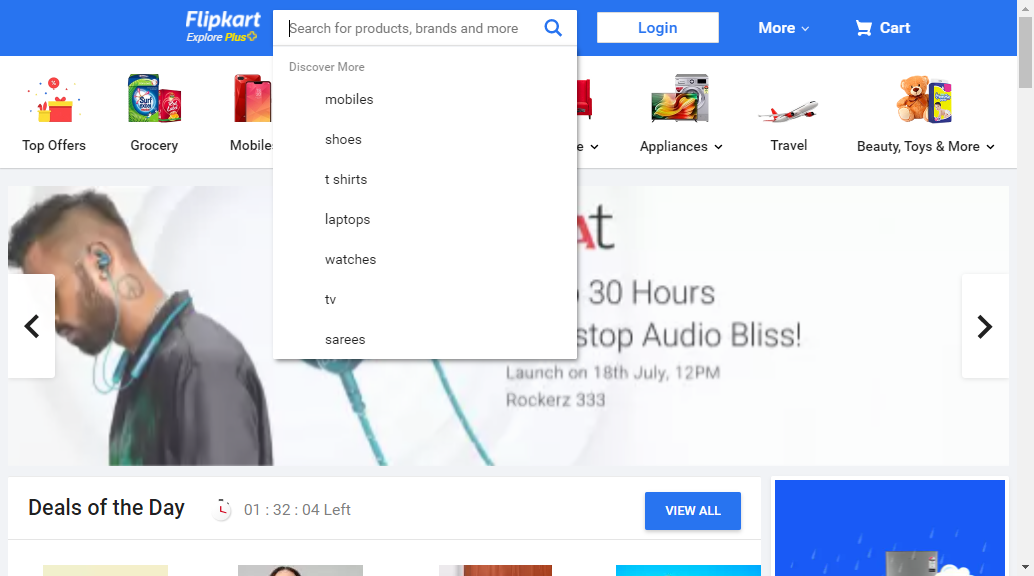 Flipkart
Explore Plus
Search for products, brands and more
Login
More
Cart
Discover More
mobiles
shoes
t shirts
laptops
watches
tv
sarees
Top Offers
Grocery
Mobile
Appliances
Travel
Beauty, Toys & More
30 Hours
stop Audio Bliss!
Launch on 18th July, 12PM
Rockerz 333
Deals of the Day
01 : 32 : 04 Left
VIEW ALL